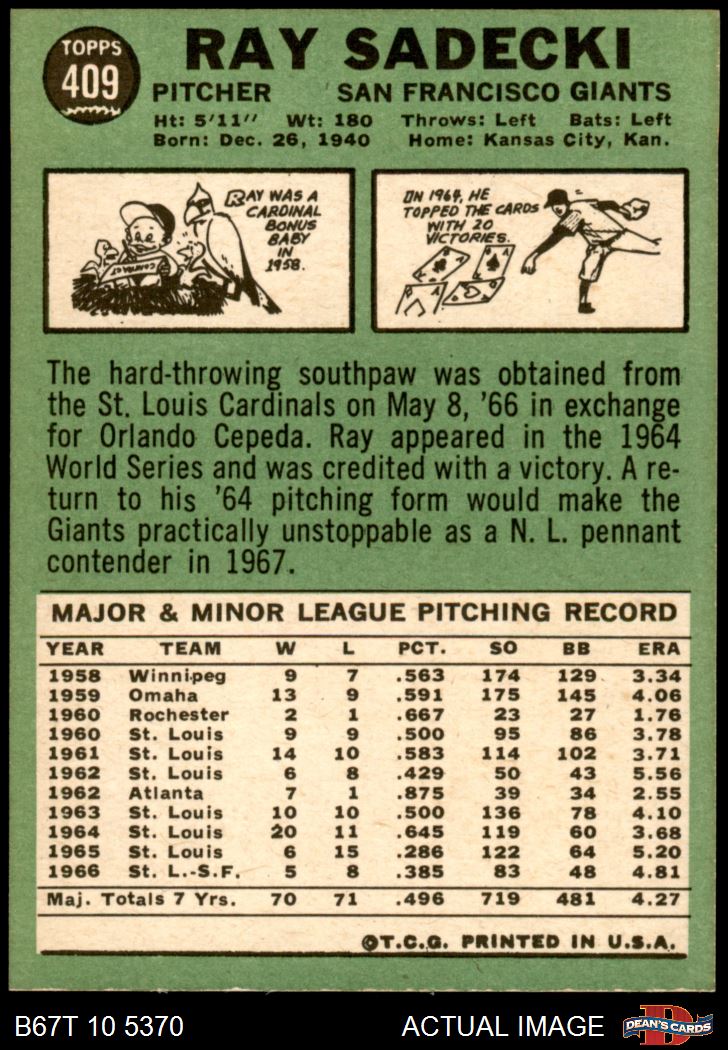 TOPPS
409
RAY SADECKI
PITCHER SAN FRANCISCO GIANTS
Ht: 5'11" Wt: 180 Throws: Left Bats: Left
Born: Dec. 26, 1940 Home: Kansas City, Kan.
RAY WAS A
CARDINAL
BONUS
BABY
IN
1958.
CONTRACT
IN 1964, HE
TOPPED THE CARDS
WITH 20
VICTORIES.
The hard-throwing southpaw was obtained from
the St. Louis Cardinals on May 8, '66 in exchange
for Orlando Cepeda. Ray appeared in the 1964
World Series and was credited with a victory. A re-
turn to his '64 pitching form would make the
Giants practically unstoppable as a N. L. pennant
contender in 1967.
MAJOR & MINOR LEAGUE PITCHING RECORD
YEAR TEAM W L PCT. SO BB ERA
1958 Winnipeg 9 7 .563 174 129 3.34
1959 Omaha 13 9 .591 175 145 4.06
1960 Rochester 2 1 .667 23 27 1.76
1960 St. Louis 9 9 .500 95 86 3.78
1961 St. Louis 14 10 .583 114 102 3.71
1962 St. Louis 6 8 .429 50 43 5.56
1962 Atlanta 7 1 .875 39 34 2.55
1963 St. Louis 10 10 .500 136 78 4.10
1964 St. Louis 20 11 .645 119 60 3.68
1965 St. Louis 6 15 .286 122 64 5.20
1966 St. L.-S.F. 5 8 .385 83 48 4.81
Maj. Totals 7 Yrs. 70 71 .496 719 481 4.27
©T.C.G. PRINTED IN U.S.A.
B67T 10 5370 ACTUAL IMAGE
D
DEAN'S CARDS